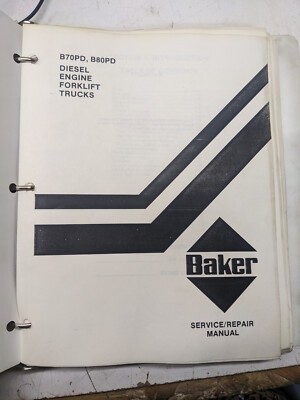 B70PD, B80PD
DIESEL
ENGINE
FORKLIFT
TRUCKS
Baker
SERVICE/REPAIR
MANUAL